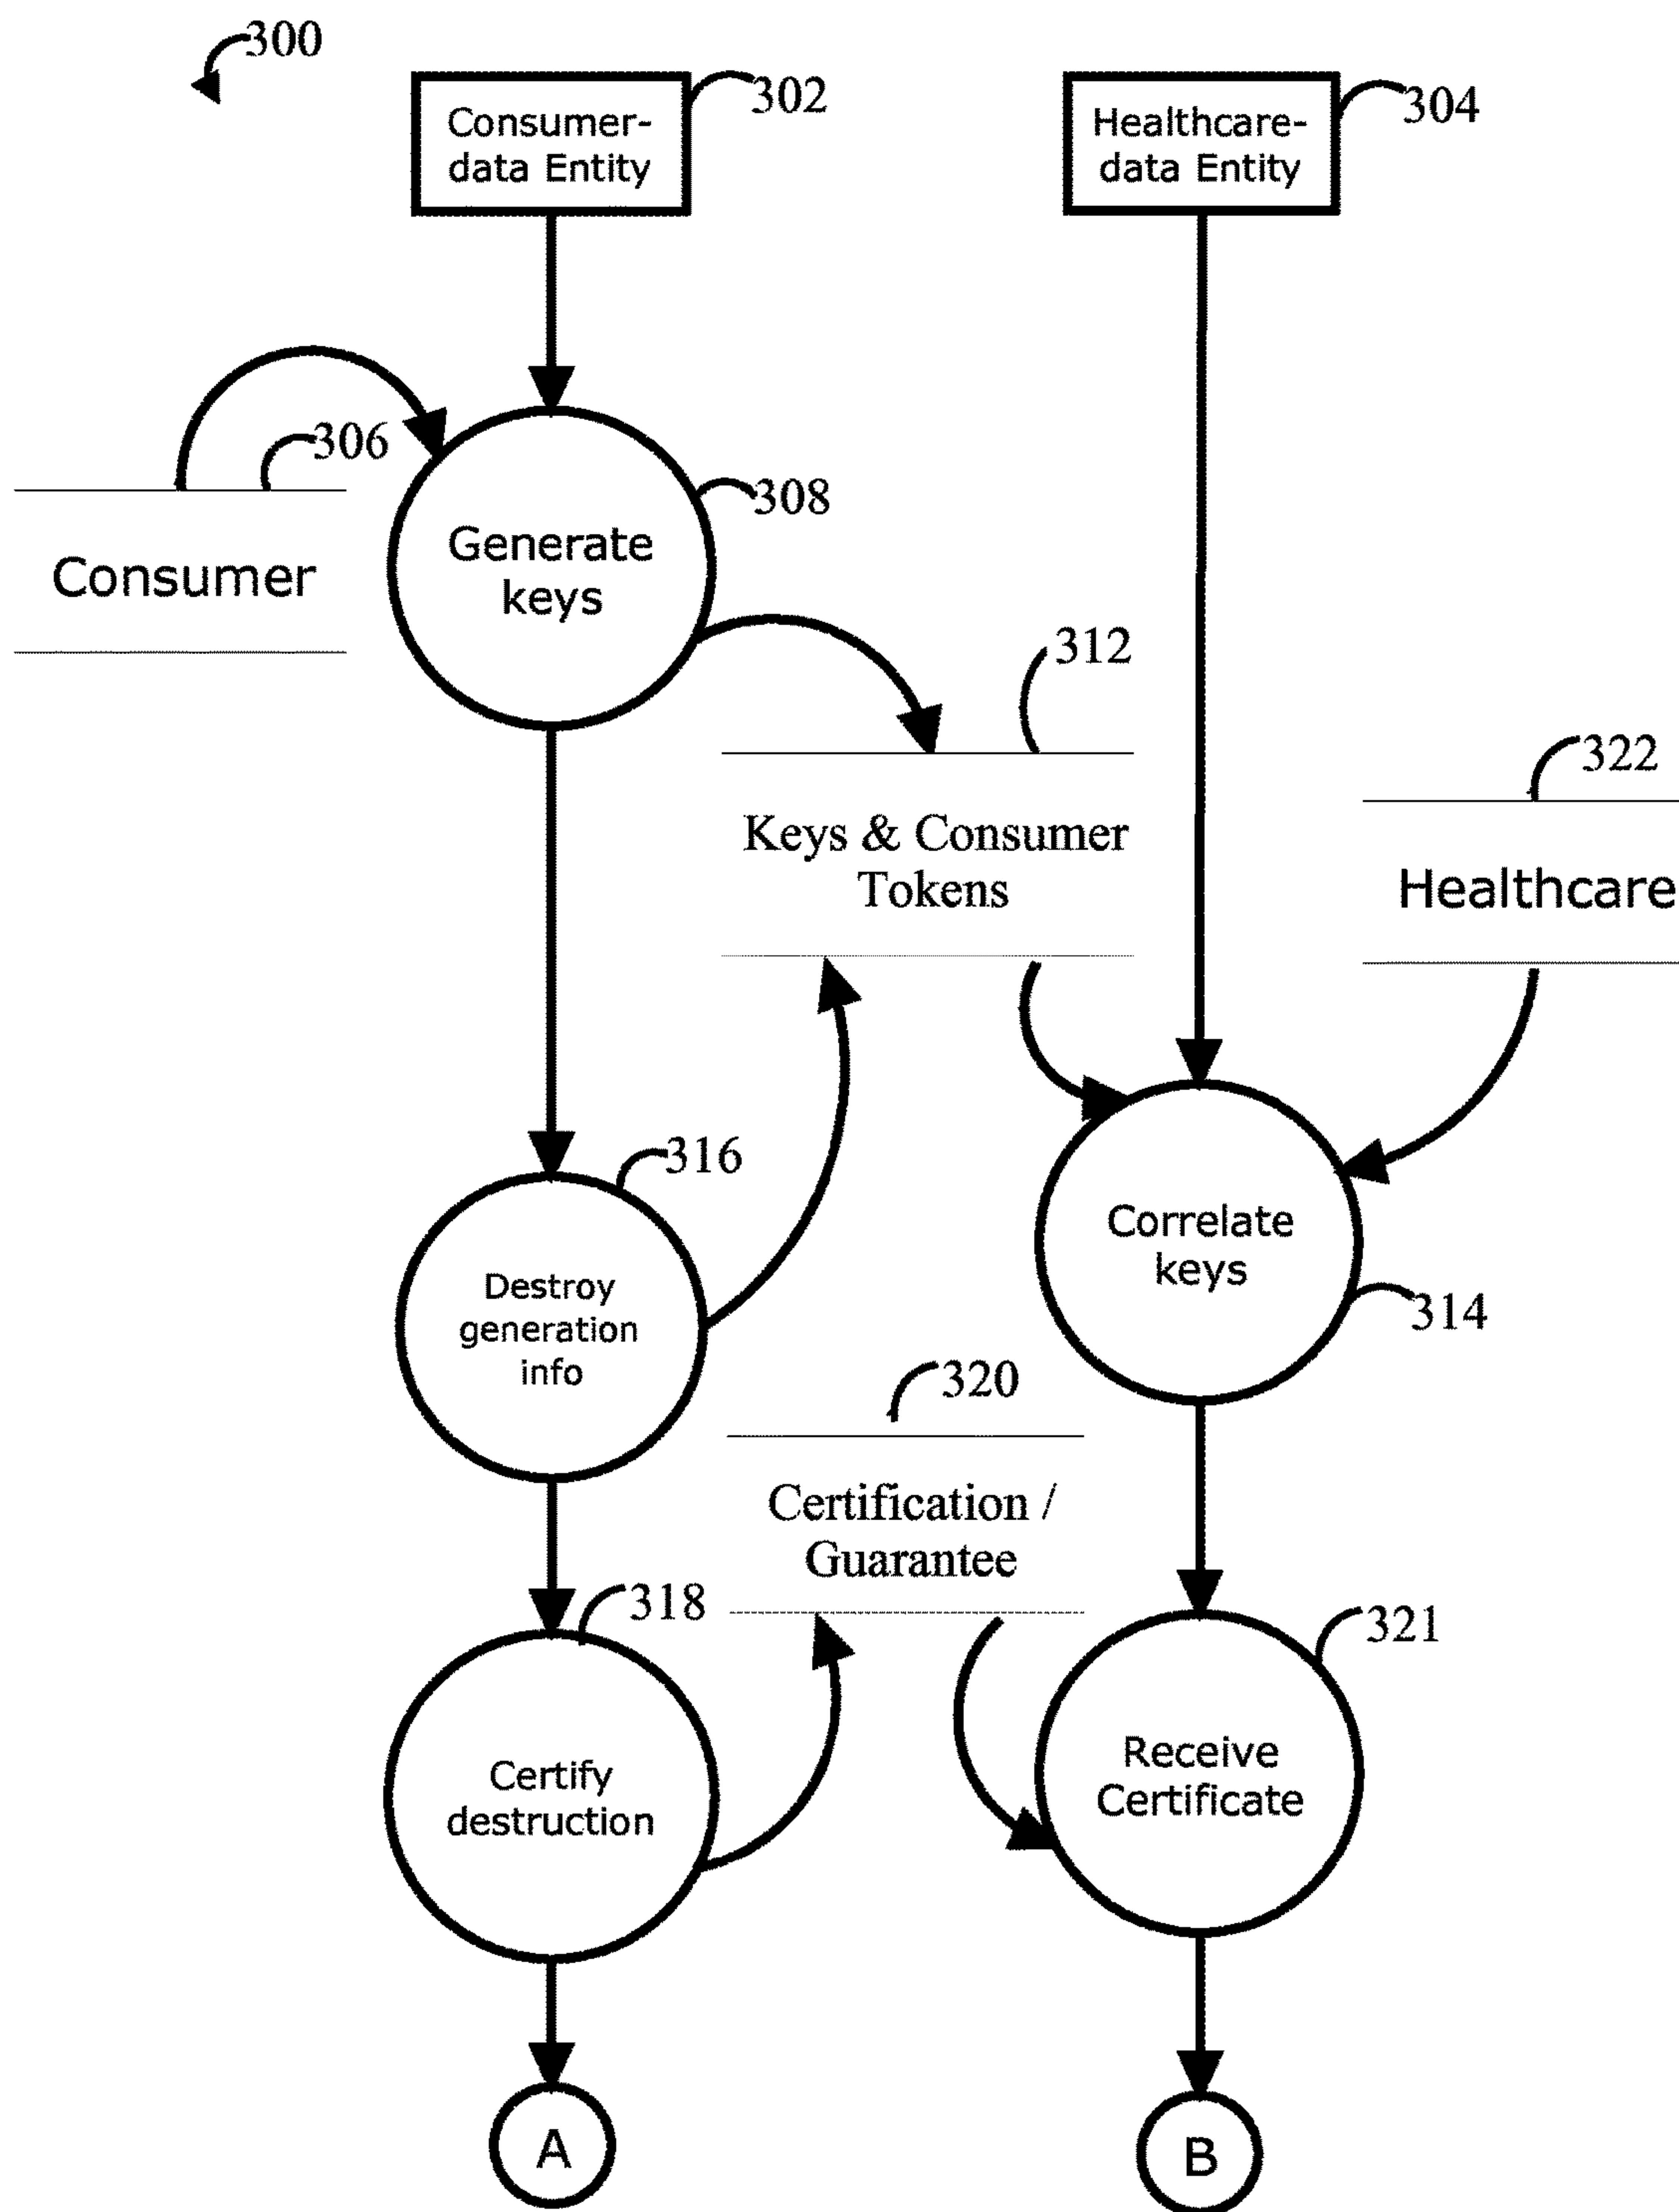 300
302
304
Consumer-
data Entity
Healthcare-
data Entity
306
308
Consumer
Generate
keys
312
322
Keys & Consumer
Tokens
Healthcare
316
Destroy
generation
info
Correlate
keys
314
320
Certification /
Guarantee
318
321
Certify
destruction
Receive
Certificate
A
B